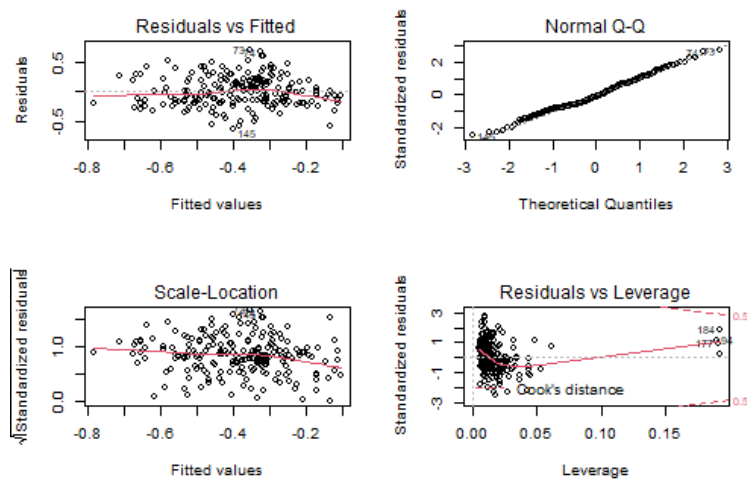 Residuals vs Fitted
Residuals
0.5
-0.5
73
145
-0.8 -0.6 -0.4 -0.2
Fitted values
Normal Q-Q
Standardized residuals
2
0
-2
73
-3 -2 -1 0 1 2 3
Theoretical Quantiles
Scale-Location
√|Standardized residuals|
1.0
0.0
-0.8 -0.6 -0.4 -0.2
Fitted values
Residuals vs Leverage
Standardized residuals
3
1
-1
-3
184
177
94
0.5
0.5
Cook's distance
0.00 0.05 0.10 0.15
Leverage